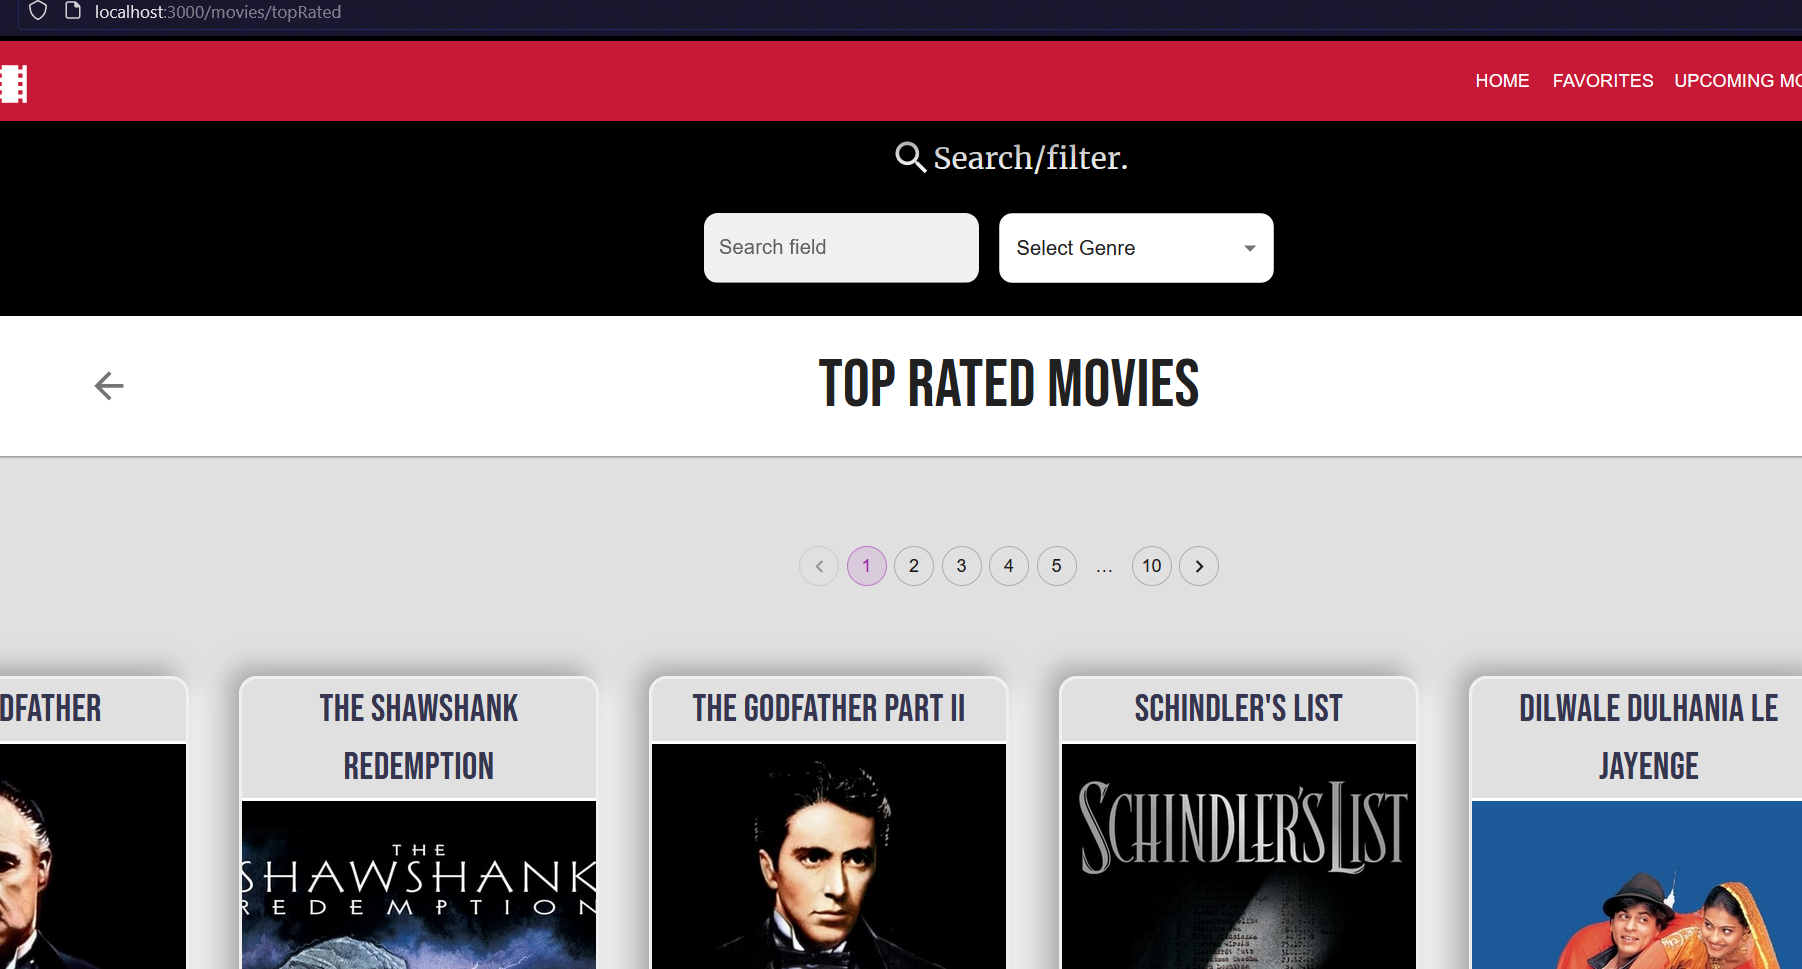 localhost:3000/movies/topRated
HOME FAVORITES UPCOMING MO
Search/filter.
Search field
Select Genre
TOP RATED MOVIES
1 2 3 4 5 ... 10
DFATHER
THE SHAWSHANK
REDEMPTION
THE GODFATHER PART II
SCHINDLER'S LIST
DILWALE DULHANIA LE
JAYENGE
THE
SHAWSHANK
REDEMPTION
SCHINDLER'S LIST